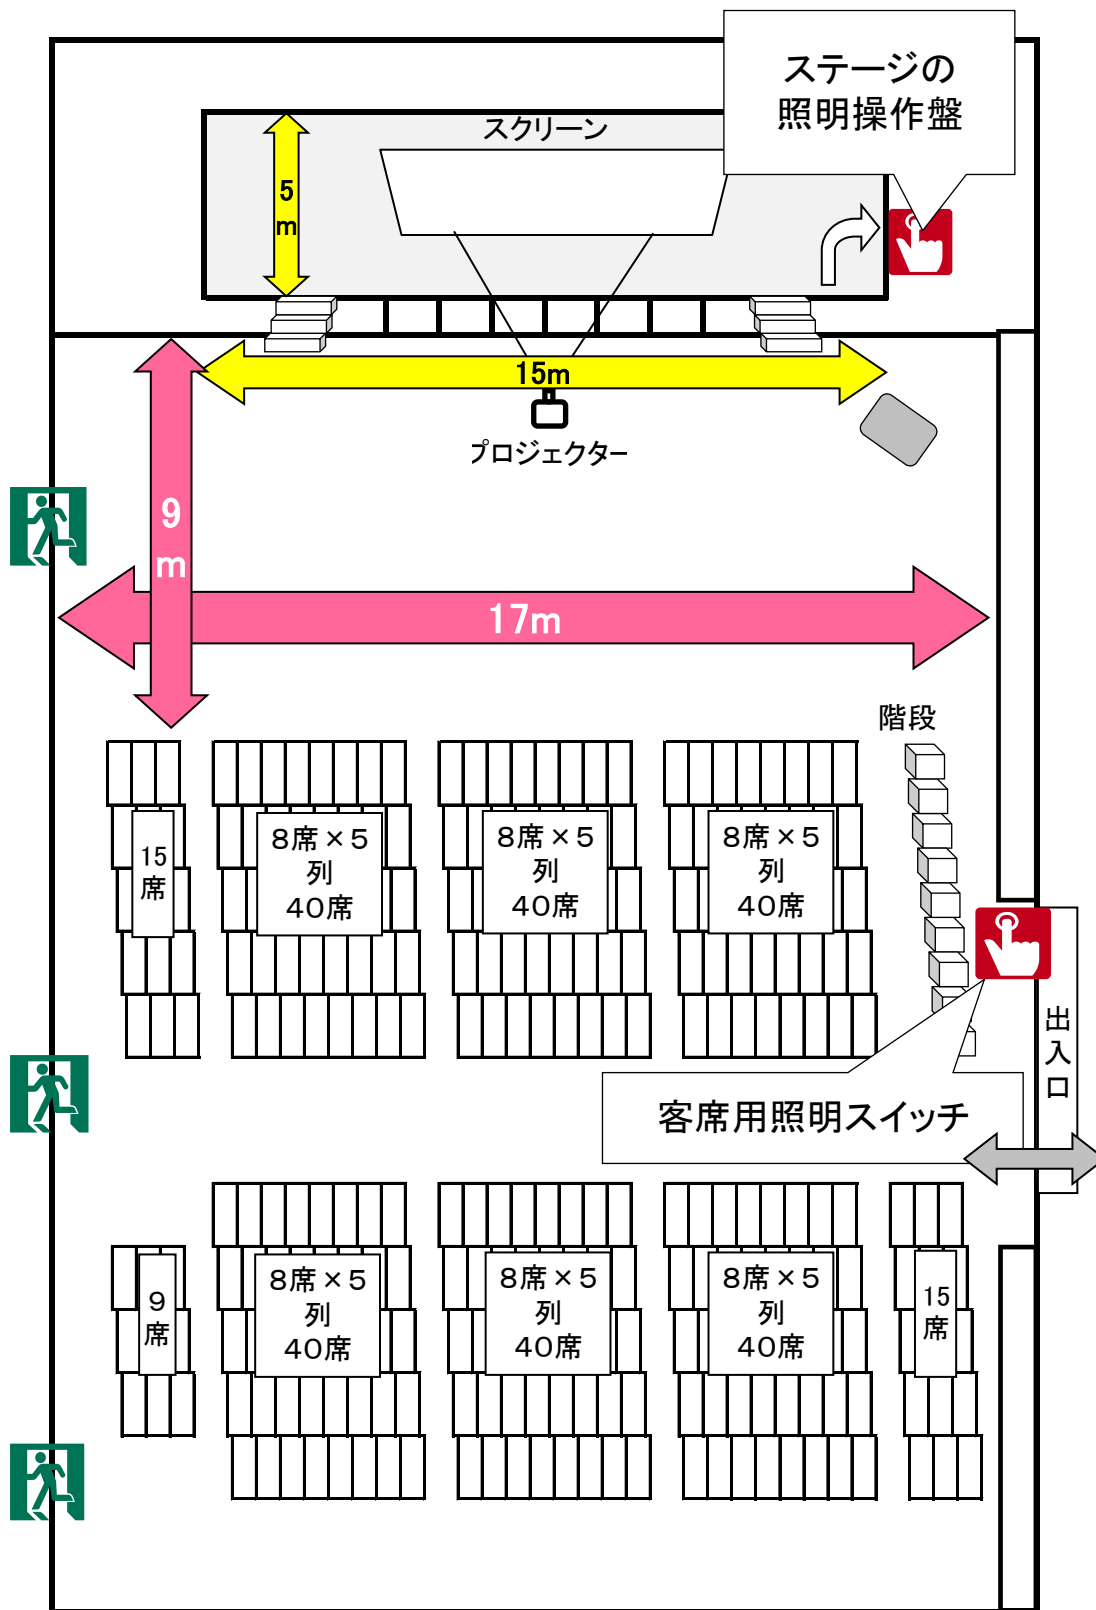 ステージの
照明操作盤
スクリーン
5
m
15m
プロジェクター
9
m
17m
階段
15
席
8席×5
列
40席
8席×5
列
40席
8席×5
列
40席
出
入
口
客席用照明スイッチ
9
席
8席×5
列
40席
8席×5
列
40席
8席×5
列
40席
15
席